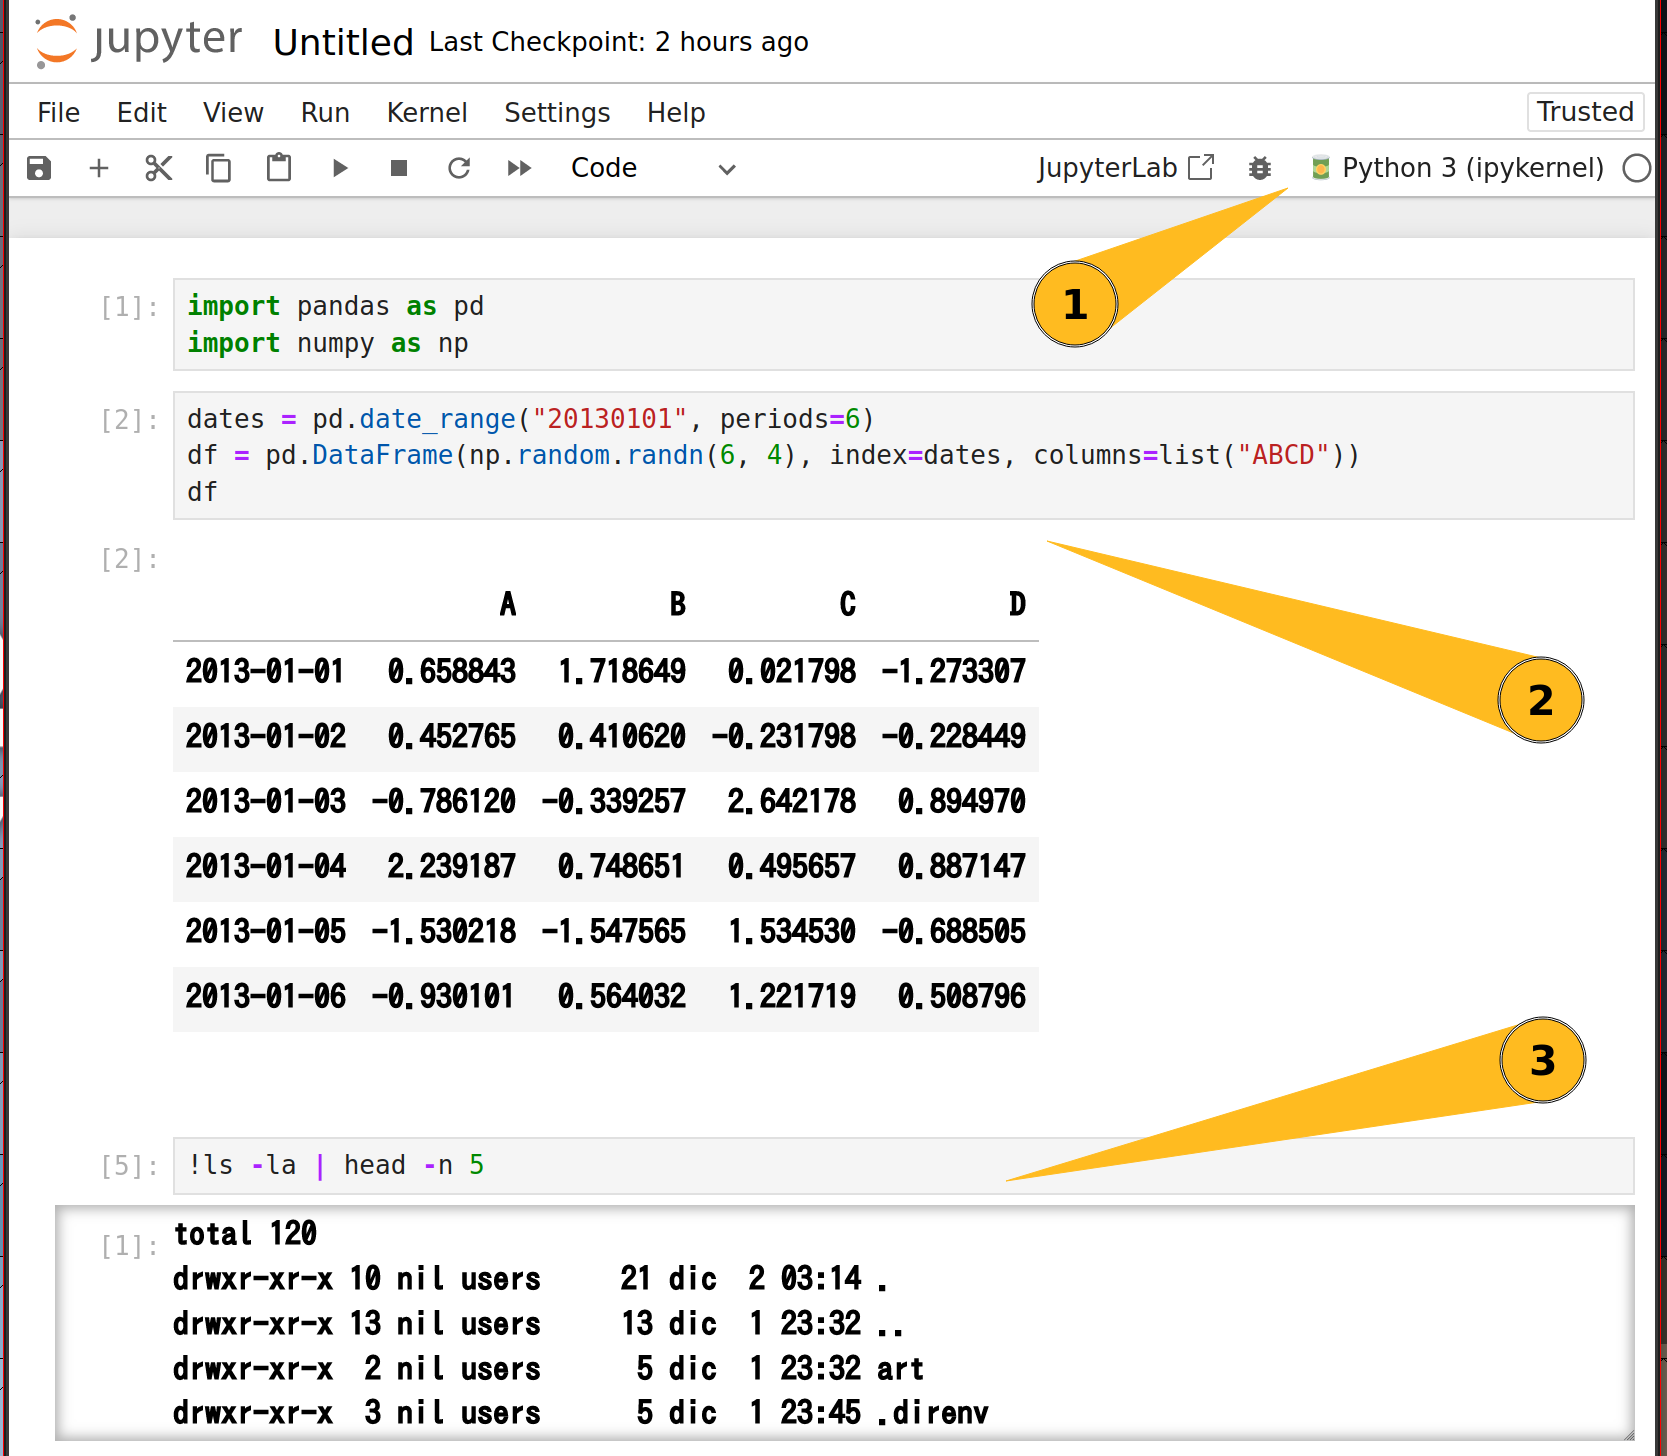 jupyter Untitled Last Checkpoint: 2 hours ago
File Edit View Run Kernel Settings Help Trusted
Code JupyterLab Python 3 (ipykernel)
1
[1]: import pandas as pd
import numpy as np
[2]: dates = pd.date_range("20130101", periods=6)
df = pd.DataFrame(np.random.randn(6, 4), index=dates, columns=list("ABCD"))
df
[2]:
A B C D
2013-01-01 0.658843 1.718649 0.021798 -1.273307
2
2013-01-02 0.452765 0.410620 -0.231798 -0.228449
2013-01-03 -0.786120 -0.339257 2.642178 0.894970
2013-01-04 2.239187 0.748651 0.495657 0.887147
2013-01-05 -1.530218 -1.547565 1.534530 -0.688505
2013-01-06 -0.930101 0.564032 1.221719 0.508796
3
[5]: !ls -la | head -n 5
[1]: total 120
drwxr-xr-x 10 nil users 21 dic 2 03:14 .
drwxr-xr-x 13 nil users 13 dic 1 23:32 ..
drwxr-xr-x 2 nil users 5 dic 1 23:32 art
drwxr-xr-x 3 nil users 5 dic 1 23:45 .direnv